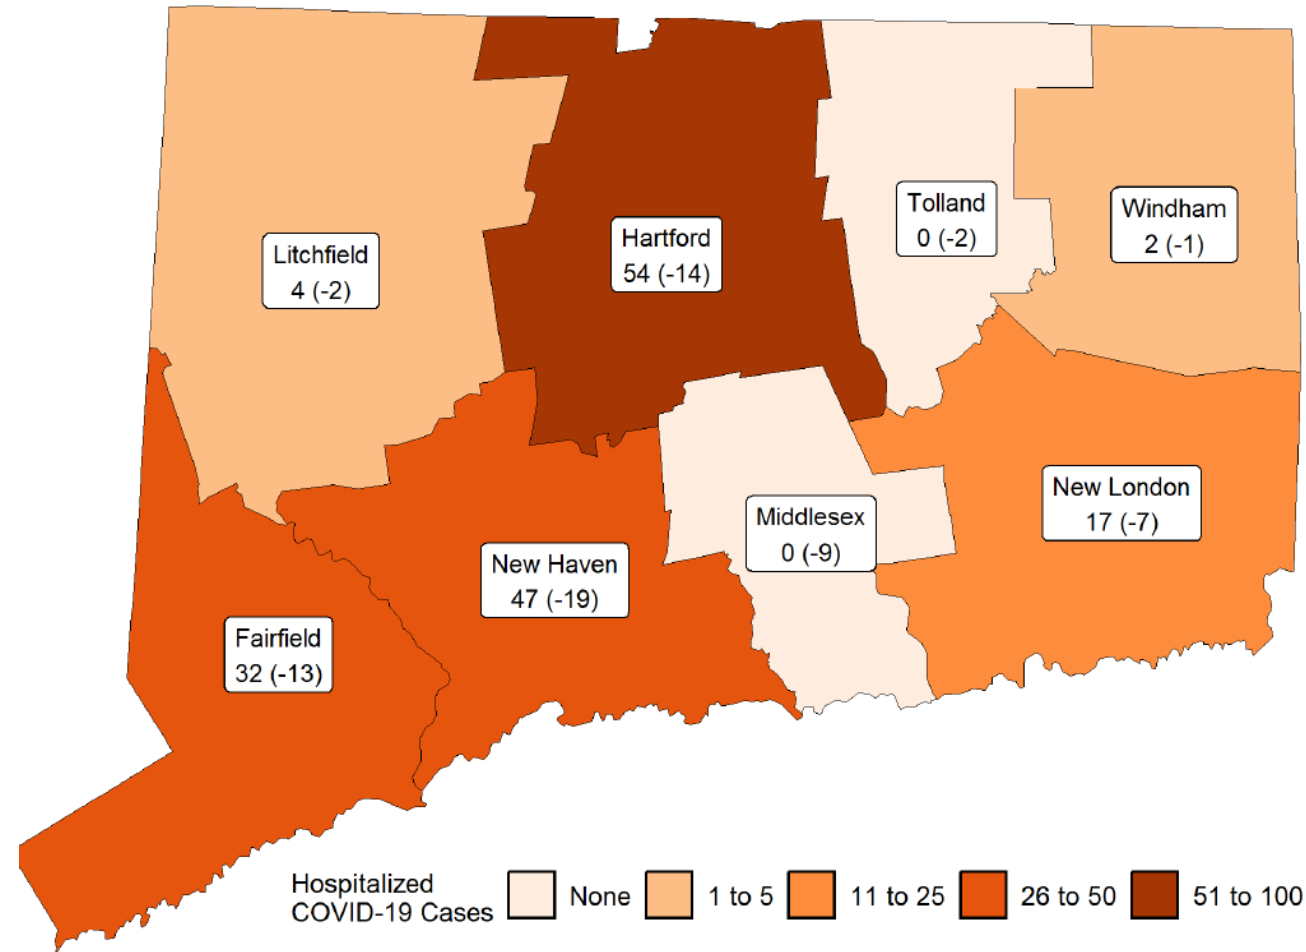 Tolland
0 (-2)
Windham
2 (-1)
Hartford
54 (-14)
Litchfield
4 (-2)
New London
17 (-7)
Middlesex
0 (-9)
New Haven
47 (-19)
Fairfield
32 (-13)
Hospitalized
COVID-19 Cases
None
1 to 5
11 to 25
26 to 50
51 to 100